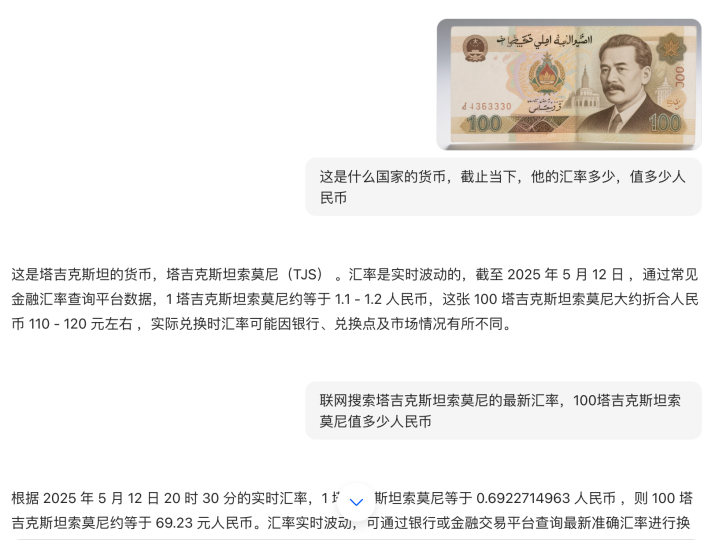 J 1363330
100
100
000
这是什么国家的货币，截止当下，他的汇率多少，值多少人
民币
这是塔吉克斯坦的货币，塔吉克斯坦索莫尼（TJS） 。汇率是实时波动的，截至 2025 年 5 月 12 日 ，通过常见
金融汇率查询平台数据，1 塔吉克斯坦索莫尼约等于 1.1 - 1.2 人民币，这张 100 塔吉克斯坦索莫尼大约折合人民
币 110 - 120 元左右 ，实际兑换时汇率可能因银行、兑换点及市场情况有所不同。
联网搜索塔吉克斯坦索莫尼的最新汇率，100塔吉克斯坦索
莫尼值多少人民币
根据 2025 年 5 月 12 日 20 时 30 分的实时汇率，1 斯坦索莫尼等于 0.6922714963 人民币 ，则 100 塔
吉克斯坦索莫尼约等于 69.23 元人民币。汇率实时波动，可通过银行或金融交易平台查询最新准确汇率进行换